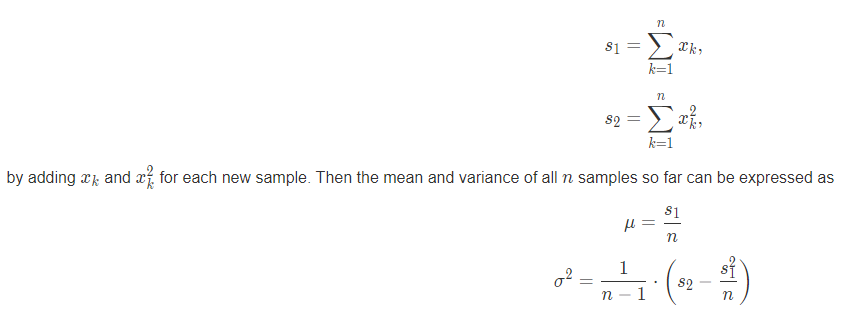 $s_1 = \sum_{k=1}^{n} x_k,$
$s_2 = \sum_{k=1}^{n} x_k^2,$
by adding $x_k$ and $x_k^2$ for each new sample. Then the mean and variance of all $n$ samples so far can be expressed as
$\mu = \frac{s_1}{n}$
$\sigma^2 = \frac{1}{n-1} \cdot \left( s_2 - \frac{s_1^2}{n} \right)$